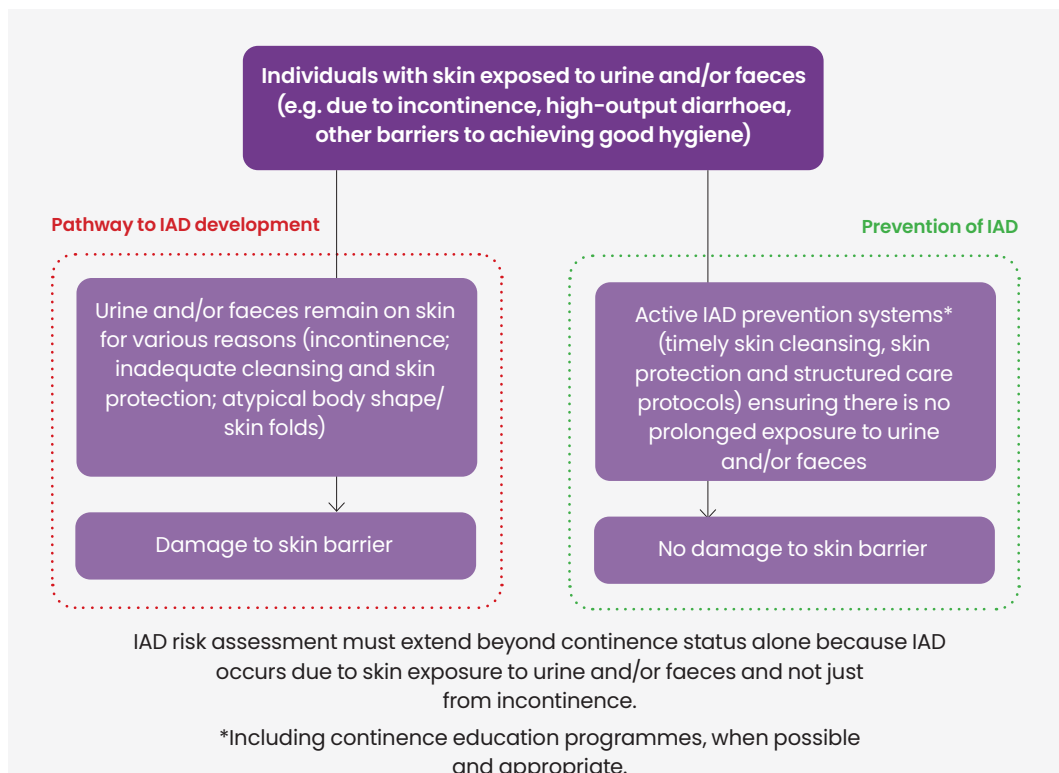 Individuals with skin exposed to urine and/or faeces
(e.g. due to incontinence, high-output diarrhoea,
other barriers to achieving good hygiene)
Pathway to IAD development
Urine and/or faeces remain on skin
for various reasons (incontinence;
inadequate cleansing and skin
protection; atypical body shape/
skin folds)
Damage to skin barrier
Prevention of IAD
Active IAD prevention systems*
(timely skin cleansing, skin
protection and structured care
protocols) ensuring there is no
prolonged exposure to urine
and/or faeces
No damage to skin barrier
IAD risk assessment must extend beyond continence status alone because IAD
occurs due to skin exposure to urine and/or faeces and not just
from incontinence.
*Including continence education programmes, when possible
and appropriate.